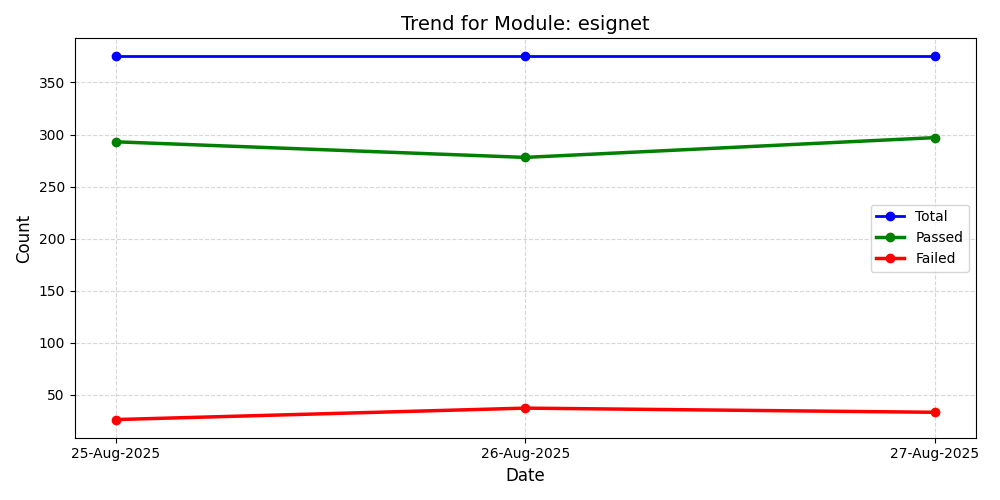 Trend for Module: esignet
350
300
250
200
150
100
50
Count
Total
Passed
Failed
25-Aug-2025
26-Aug-2025
27-Aug-2025
Date